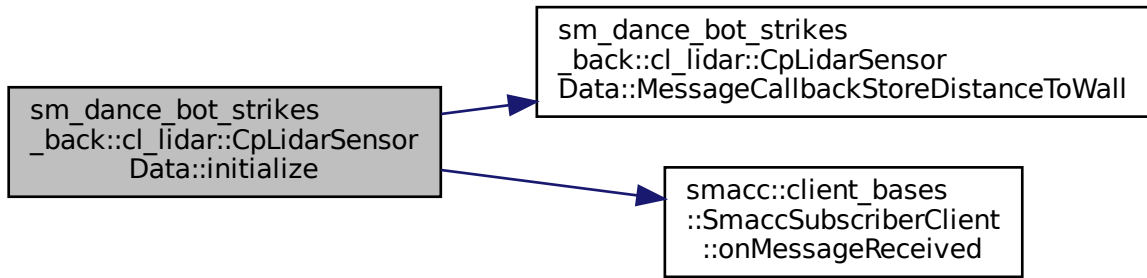 sm_dance_bot_strikes
_back::cl_lidar::CpLidarSensor
Data::initialize
sm_dance_bot_strikes
_back::cl_lidar::CpLidarSensor
Data::MessageCallbackStoreDistanceToWall
smacc::client_bases
::SmaccSubscriberClient
::onMessageReceived